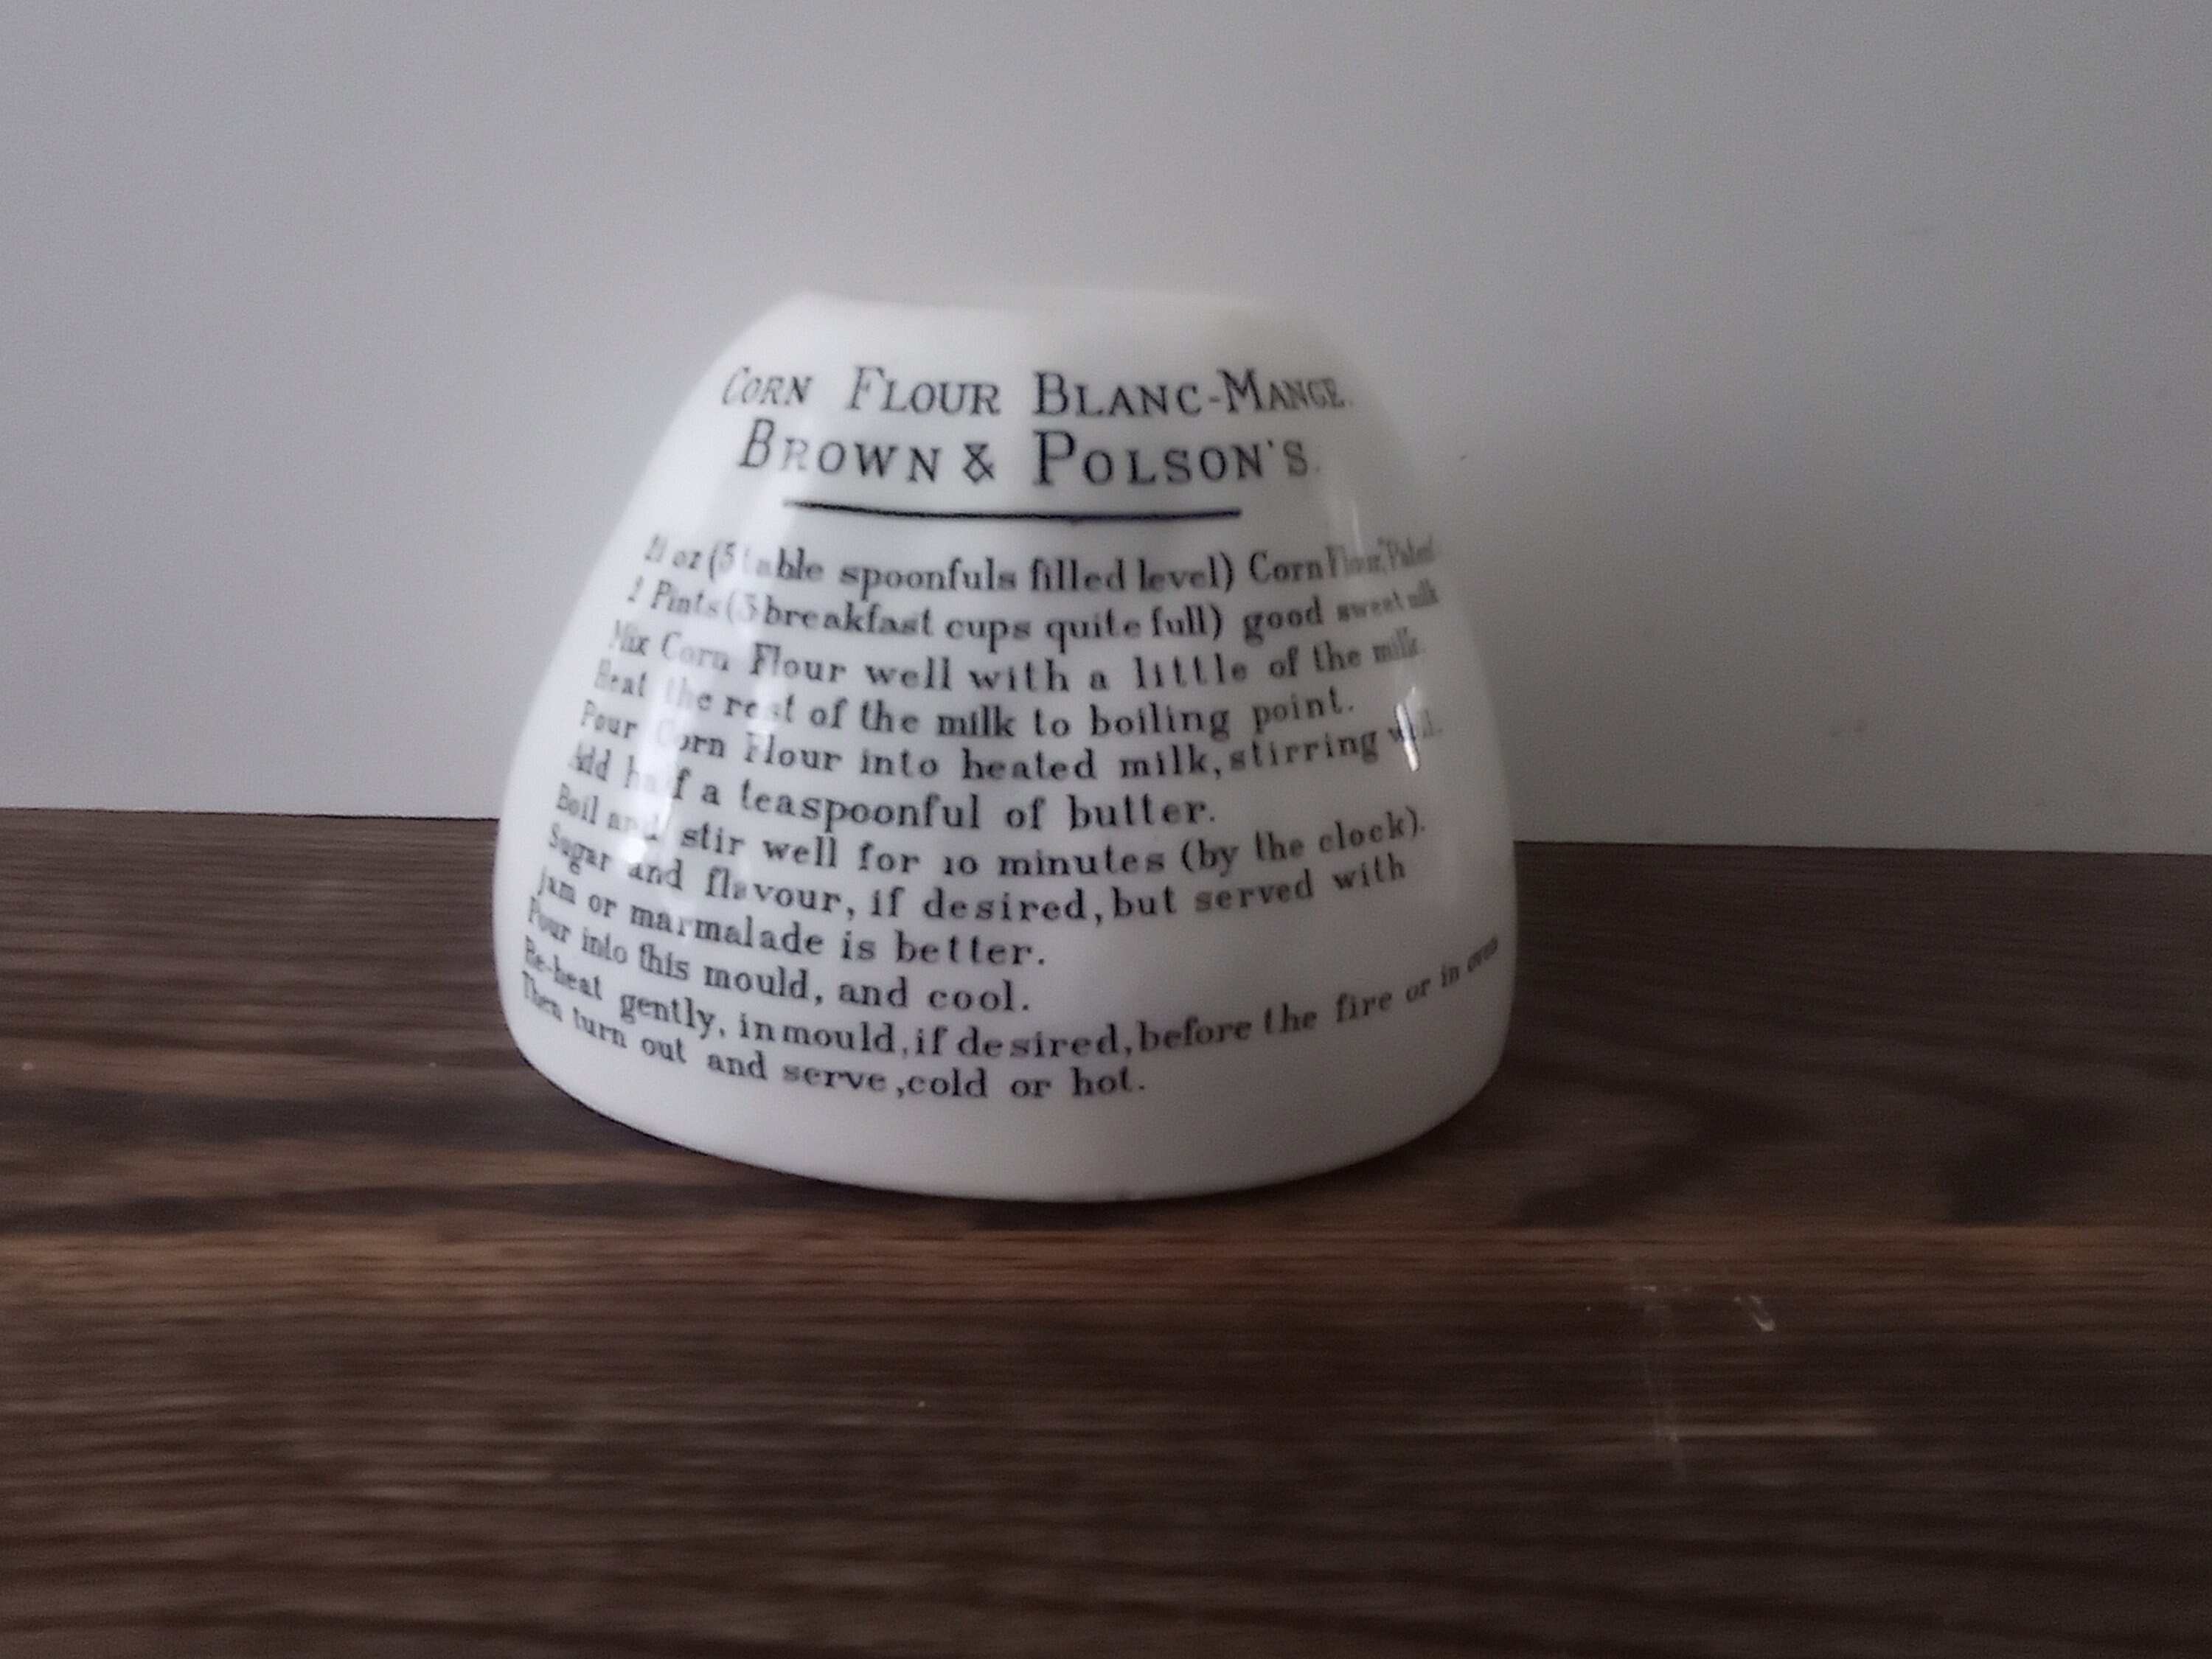 CORN FLOUR BLANC-MANGE.
BROWN & POLSON'S.
oz (5 table spoonfuls filled level) Corn Flour, "Patent"
2 Pints (3 breakfast cups quite full) good sweet milk
Mix Corn Flour well with a little of the milk.
Heat the rest of the milk to boiling point.
Pour Corn Flour into heated milk, stirring well.
Add half a teaspoonful of butter.
Boil and stir well for 10 minutes (by the clock).
Sugar and flavour, if desired, but served with
jam or marmalade is better.
Pour into this mould, and cool.
Re-heat gently, in mould, if desired, before the fire or in oven
Then turn out and serve, cold or hot.